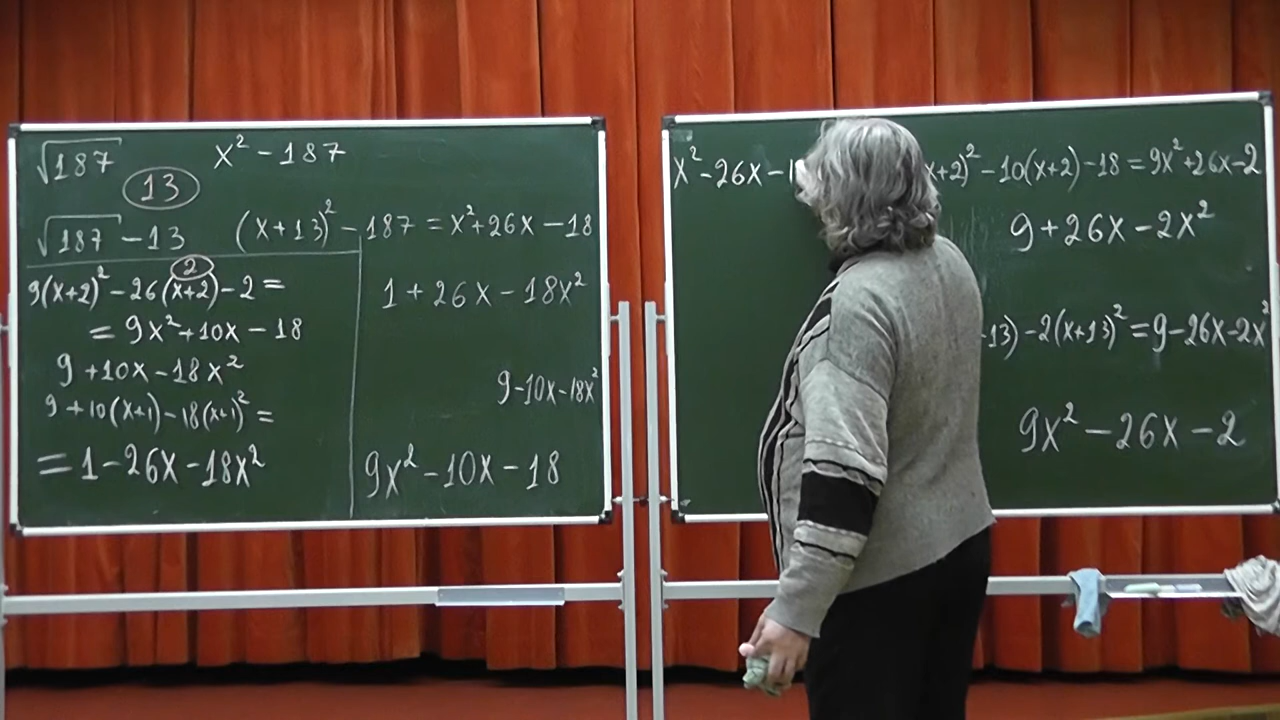 √187 x² - 187
13
√187 - 13 (x+13)² - 187 = x²+26x - 18
2
9(x+2)² - 26(x+2) - 2 =
= 9x²+10x - 18
9 + 10x - 18x²
9 + 10(x+1) - 18(x+1)² =
= 1 - 26x - 18x²
1 + 26x - 18x²
9 - 10x - 18x²
9x² - 10x - 18
x² - 26x - 1
x+2)² - 10(x+2) - 18 = 9x²+26x - 2
9 + 26x - 2x²
13) - 2(x+13)² = 9 - 26x - 2x²
9x² - 26x - 2